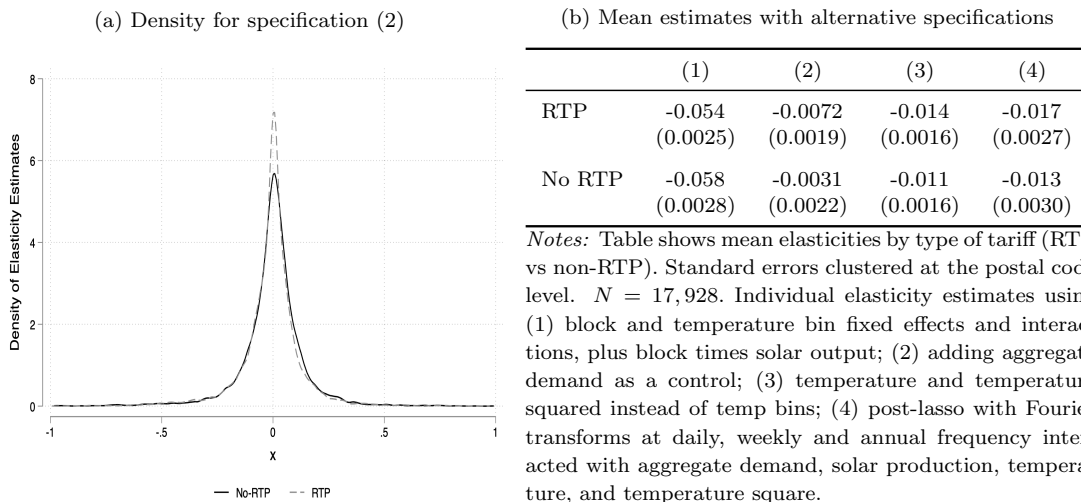 (a) Density for specification (2)
Density of Elasticity Estimates
8
6
4
2
0
-1 -.5 0 .5 1
x
No-RTP RTP
(b) Mean estimates with alternative specifications
(1) (2) (3) (4)
RTP -0.054 -0.0072 -0.014 -0.017
(0.0025) (0.0019) (0.0016) (0.0027)
No RTP -0.058 -0.0031 -0.011 -0.013
(0.0028) (0.0022) (0.0016) (0.0030)
Notes: Table shows mean elasticities by type of tariff (RT
vs non-RTP). Standard errors clustered at the postal cod
level. N = 17,928. Individual elasticity estimates usin
(1) block and temperature bin fixed effects and interac
tions, plus block times solar output; (2) adding aggregat
demand as a control; (3) temperature and temperatur
squared instead of temp bins; (4) post-lasso with Fourie
transforms at daily, weekly and annual frequency inter
acted with aggregate demand, solar production, tempera
ture, and temperature square.